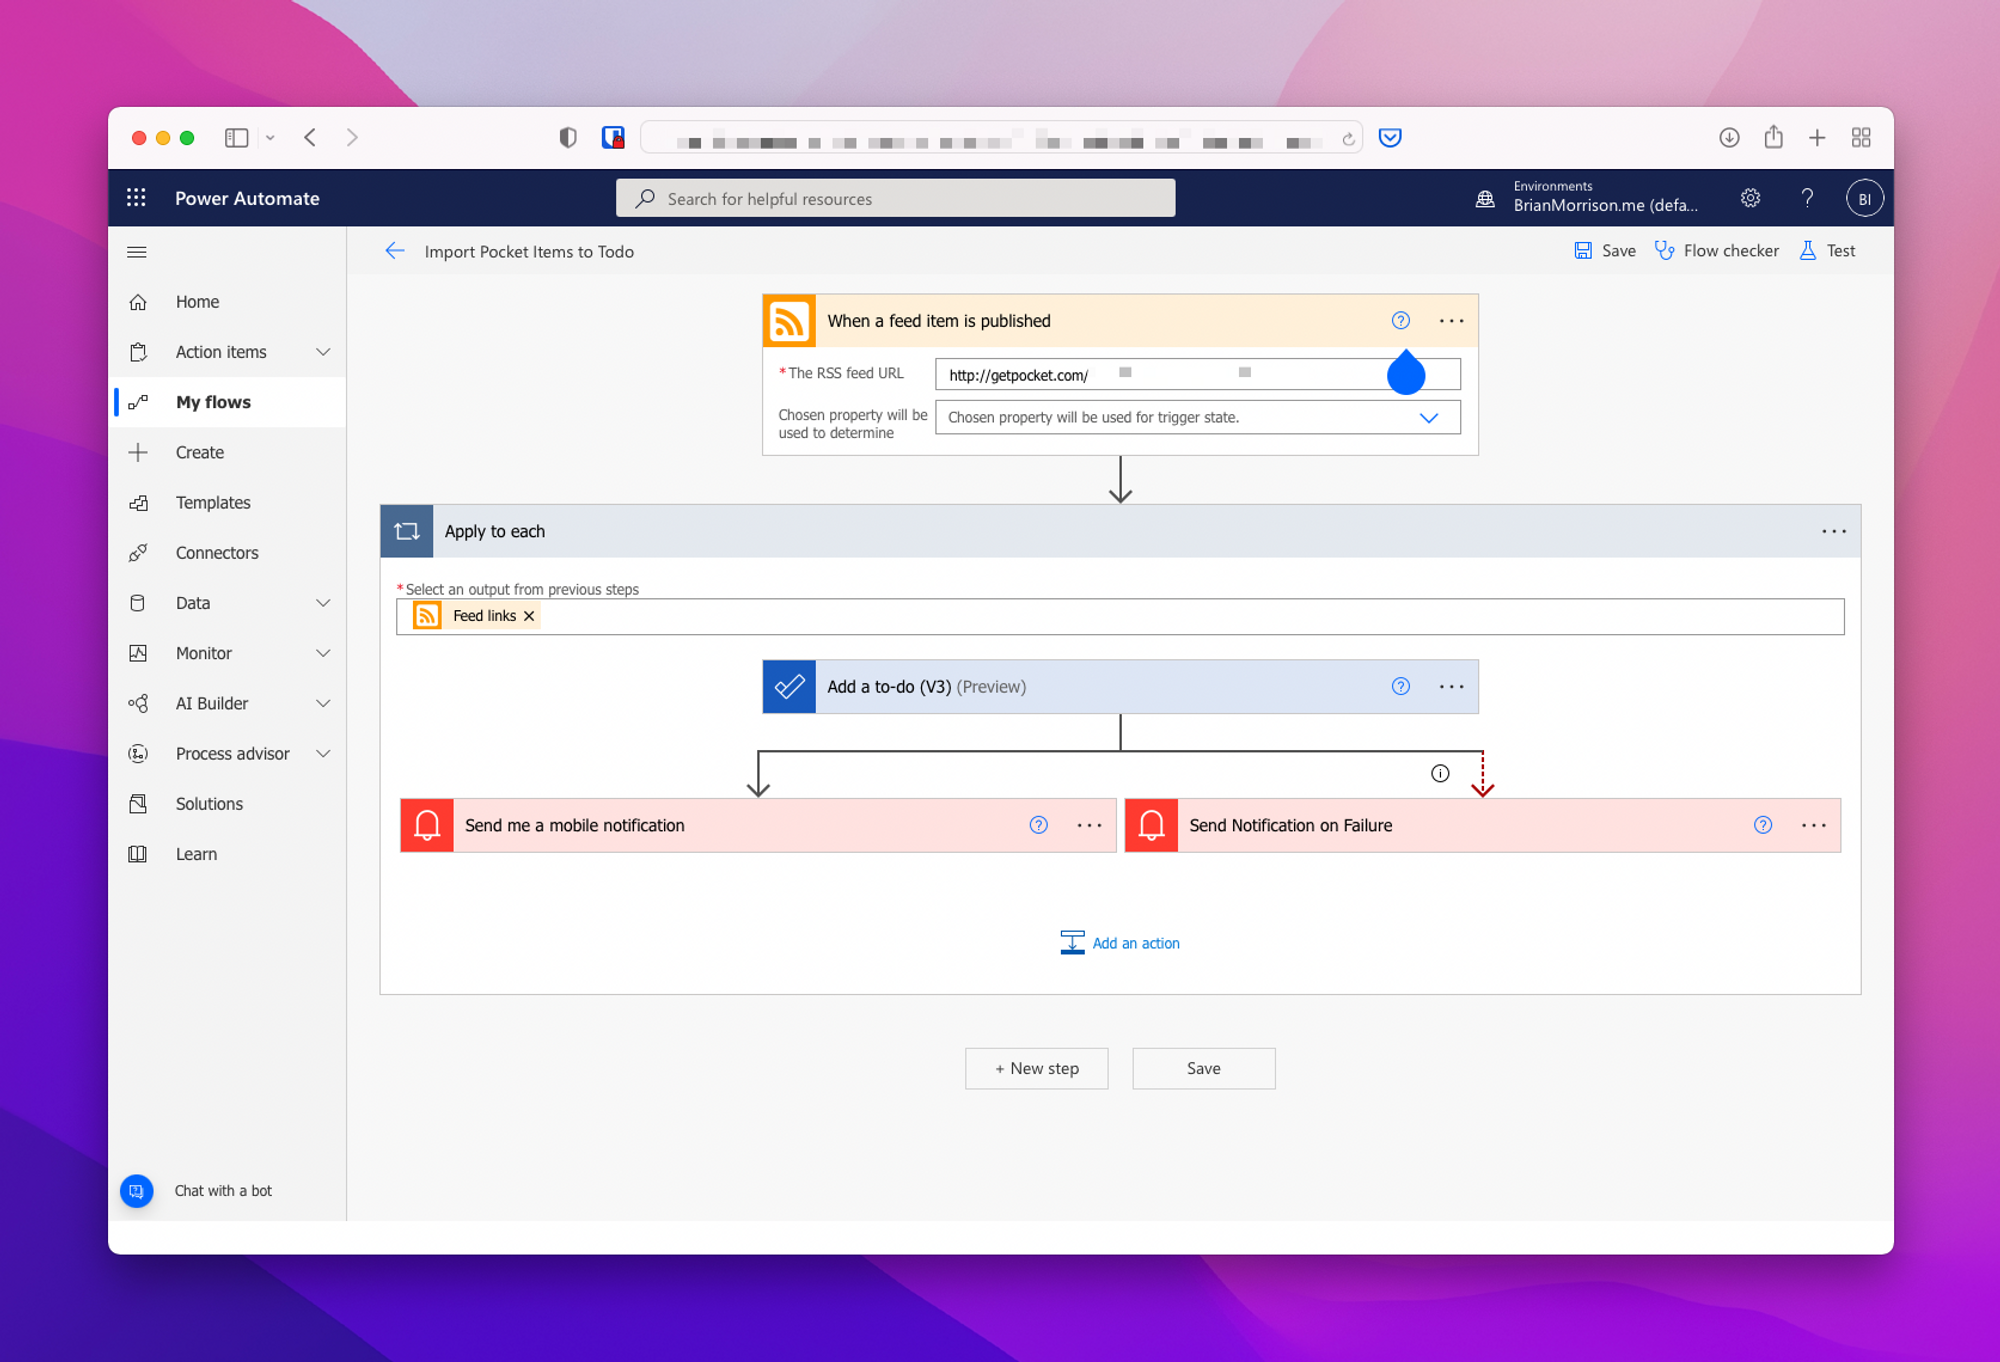 Power Automate
Search for helpful resources
Environments
BrianMorrison.me (defa...
?
BI
Import Pocket Items to Todo
Save
Flow checker
Test
Home
Action items
My flows
Create
Templates
Connectors
Data
Monitor
AI Builder
Process advisor
Solutions
Learn
Chat with a bot
When a feed item is published
? ...
* The RSS feed URL
http://getpocket.com/
Chosen property will be
used to determine
Chosen property will be used for trigger state.
Apply to each
...
* Select an output from previous steps
Feed links ×
Add a to-do (V3) (Preview)
? ...
Send me a mobile notification
? ...
Send Notification on Failure
? ...
Add an action
+ New step
Save